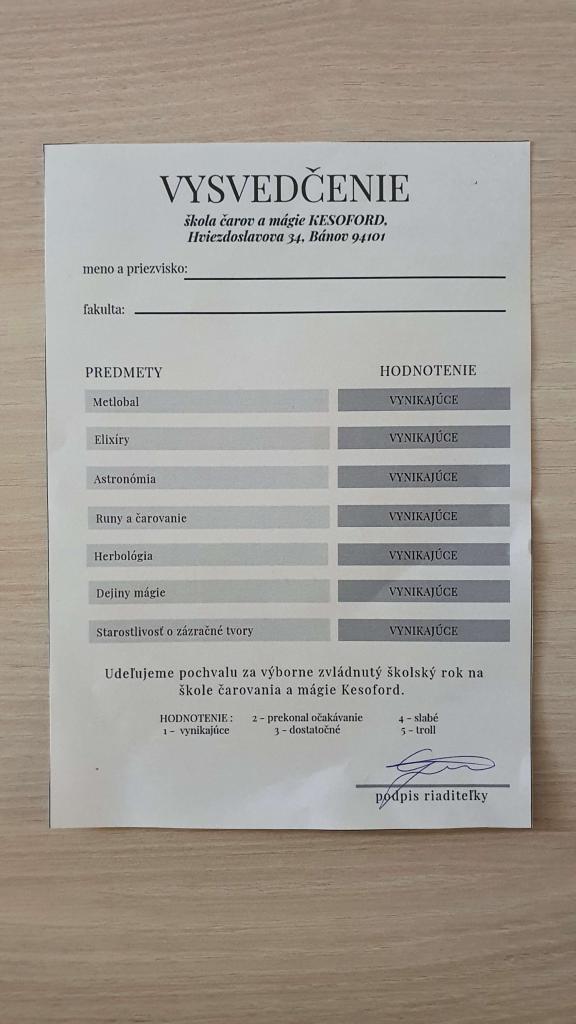 VYSVEDČENIE
škola čarov a mágie KESOFORD,
Hviezdoslavova 34, Bánov 94101
meno a priezvisko:
fakulta:
PREDMETY HODNOTENIE
Metlobal VYNIKAJÚCE
Elixíry VYNIKAJÚCE
Astronómia VYNIKAJÚCE
Runy a čarovanie VYNIKAJÚCE
Herbológia VYNIKAJÚCE
Dejiny mágie VYNIKAJÚCE
Starostlivosť o zázračné tvory VYNIKAJÚCE
Udeľujeme pochvalu za výborne zvládnutý školský rok na
škole čarovania a mágie Kesoford.
HODNOTENIE : 2 - prekonal očakávanie 4 - slabé
1 - vynikajúce 3 - dostatočné 5 - troll
podpis riaditeľky